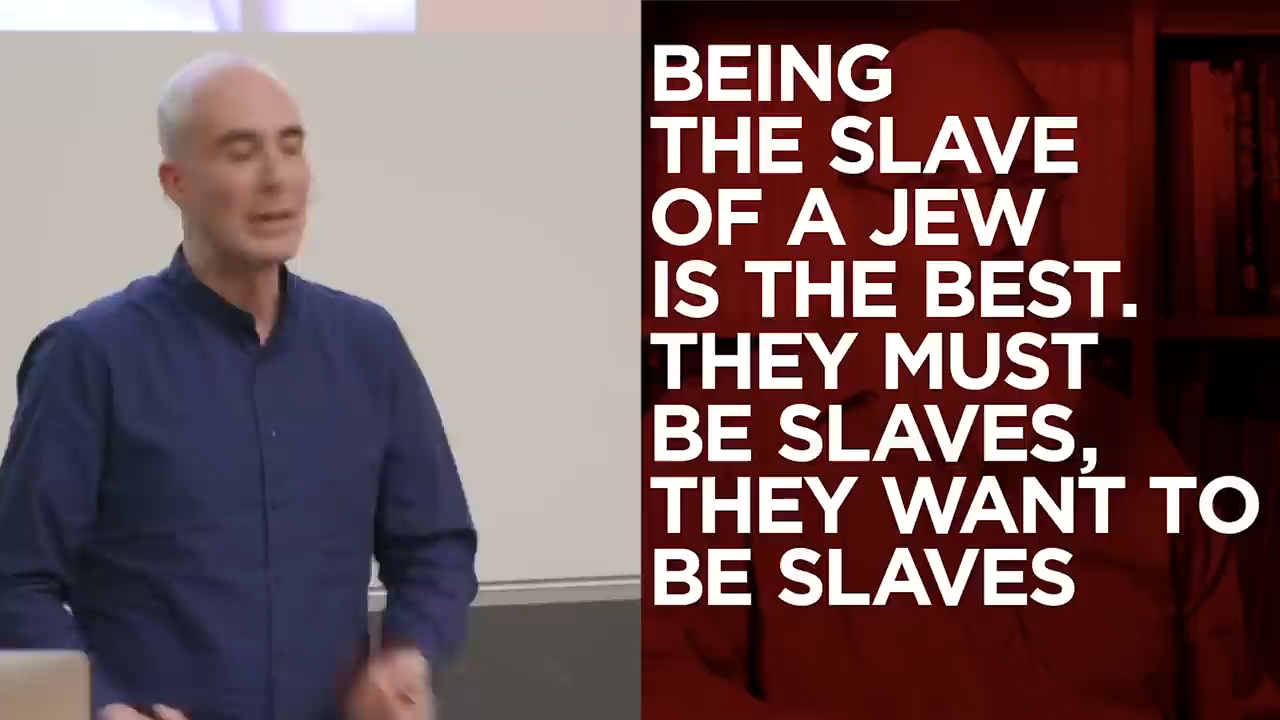 BEING
THE SLAVE
OF A JEW
IS THE BEST.
THEY MUST
BE SLAVES,
THEY WANT TO
BE SLAVES